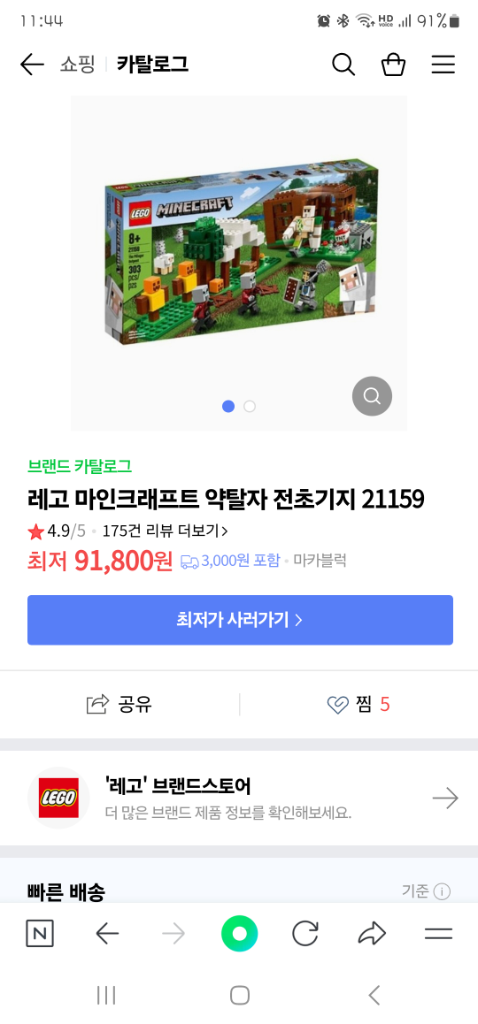 11:44
HD
91%
쇼핑
카탈로그
LEGO
MINECRAFT
8+
21159
303
브랜드 카탈로그
레고 마인크래프트 약탈자 전초기지 21159
4.9/5 175건 리뷰 더보기
최저 91,800원 3,000원 포함 마카블럭
최저가 사러가기
공유
찜 5
LEGO
'레고' 브랜드스토어
더 많은 브랜드 제품 정보를 확인해보세요.
빠른 배송
기준
N